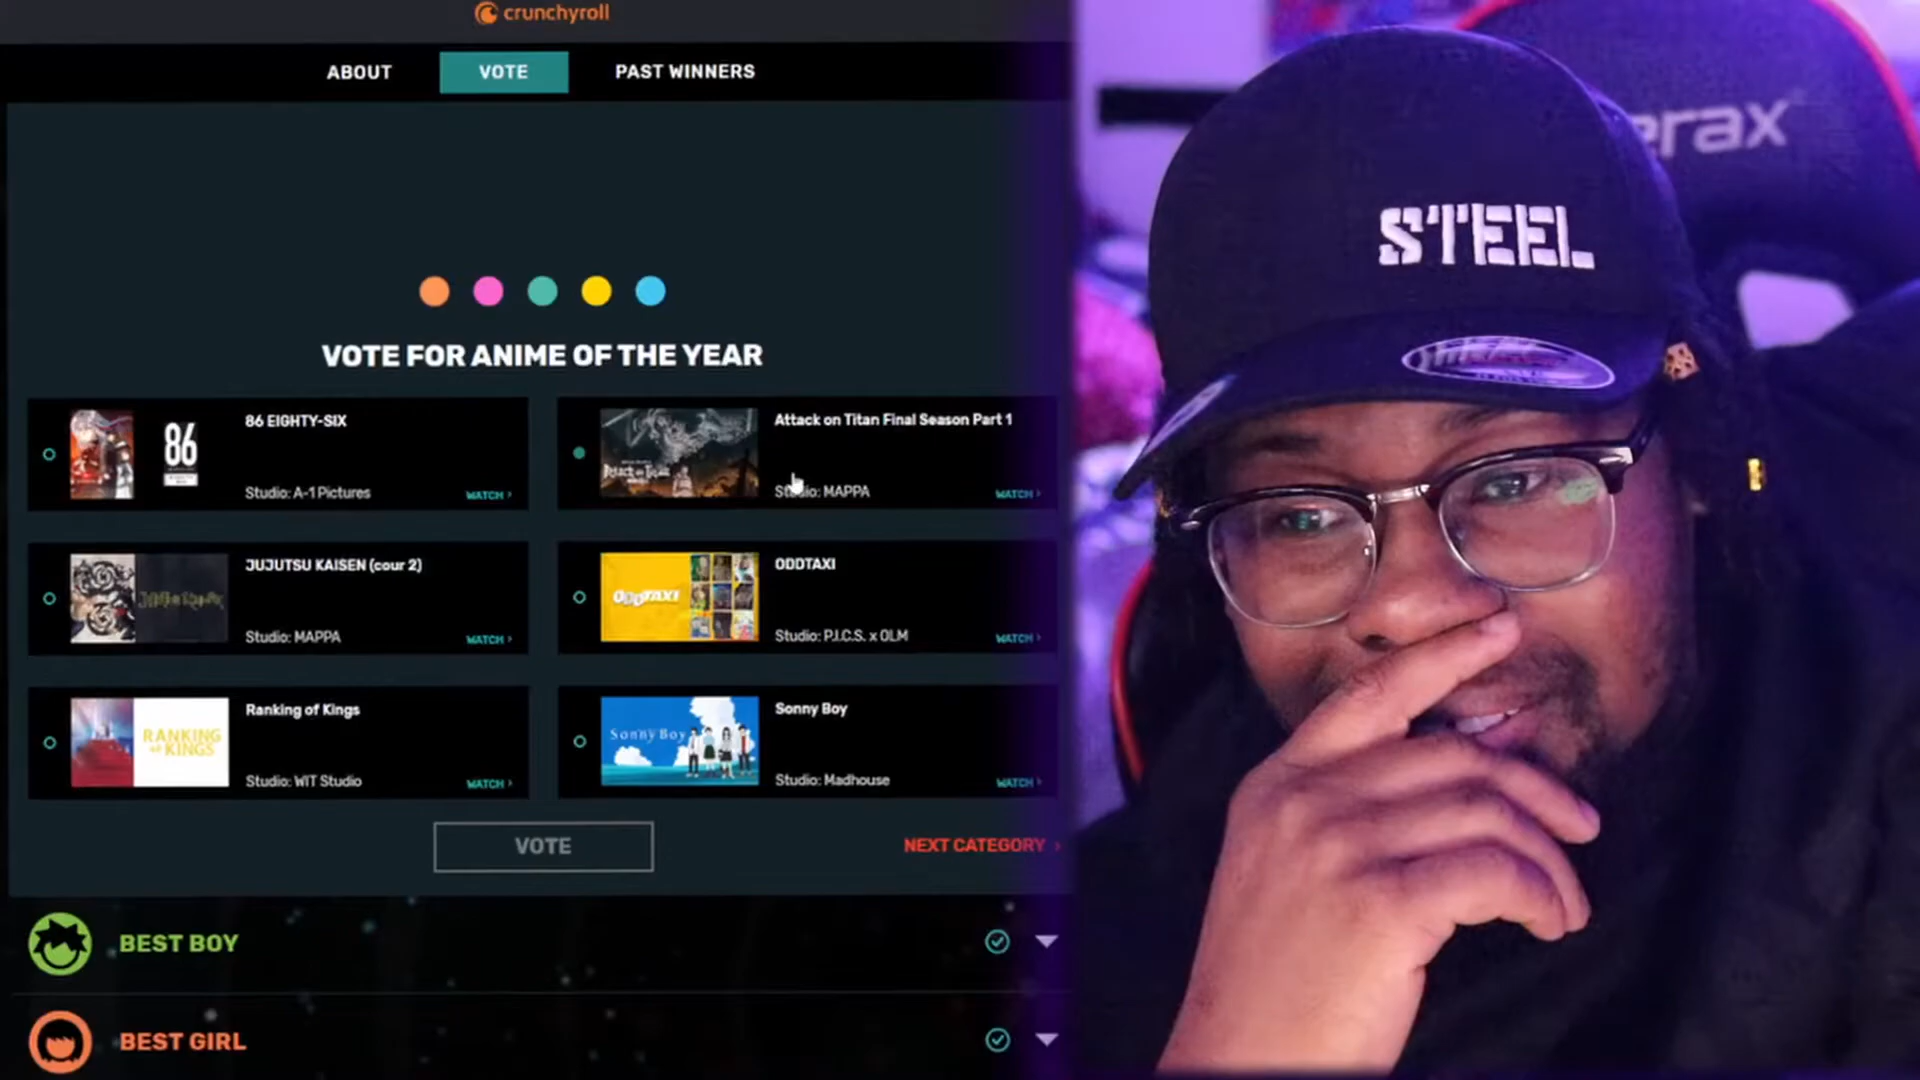 crunchyroll
ABOUT
VOTE
PAST WINNERS
VOTE FOR ANIME OF THE YEAR
86
86 EIGHTY-SIX
Studio: A-1 Pictures
WATCH
Attack on Titan Final Season Part 1
Studio: MAPPA
WATCH
JUJUTSU KAISEN (cour 2)
Studio: MAPPA
WATCH
ODDTAXI
ODDTAXI
Studio: P.I.C.S. x OLM
WATCH
RANKING
of KINGS
Ranking of Kings
Studio: WIT Studio
WATCH
Sonny Boy
Sonny Boy
Studio: Madhouse
WATCH
VOTE
NEXT CATEGORY
BEST BOY
BEST GIRL
erax
STEEL